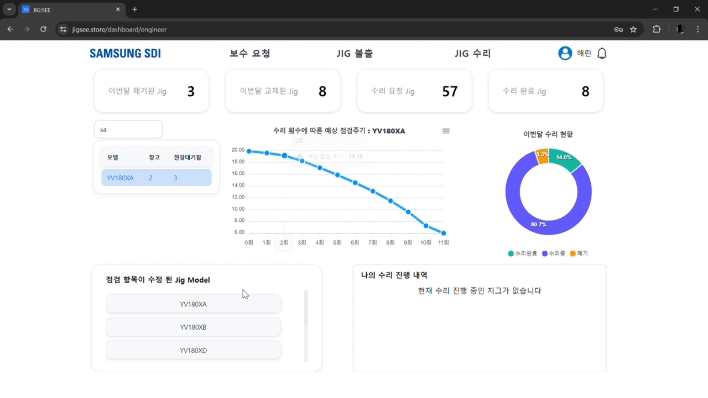 JIG:SEE
jigsee.store/dashboard/engineer
SAMSUNG SDI
보수 요청
JIG 불출
JIG 수리
해린
이번달 폐기된 Jig
3
이번달 교체된 Jig
8
수리 요청 Jig
57
수리 완료 Jig
8
xa
모델 창고 현장대기함
YV180XA 2 3
수리 횟수에 따른 예상 점검주기 : YV180XA
20.00
18.00
16.00
14.00
12.00
10.00
8.00
6.00
0회 1회 2회 3회 4회 5회 6회 7회 8회 9회 10회 11회
이번달 수리 현황
14.0%
80.7%
5.3%
수리완료 수리중 폐기
점검 항목이 수정 된 Jig Model
YV180XA
YV180XB
YV180XD
나의 수리 진행 내역
현재 수리 진행 중인 지그가 없습니다